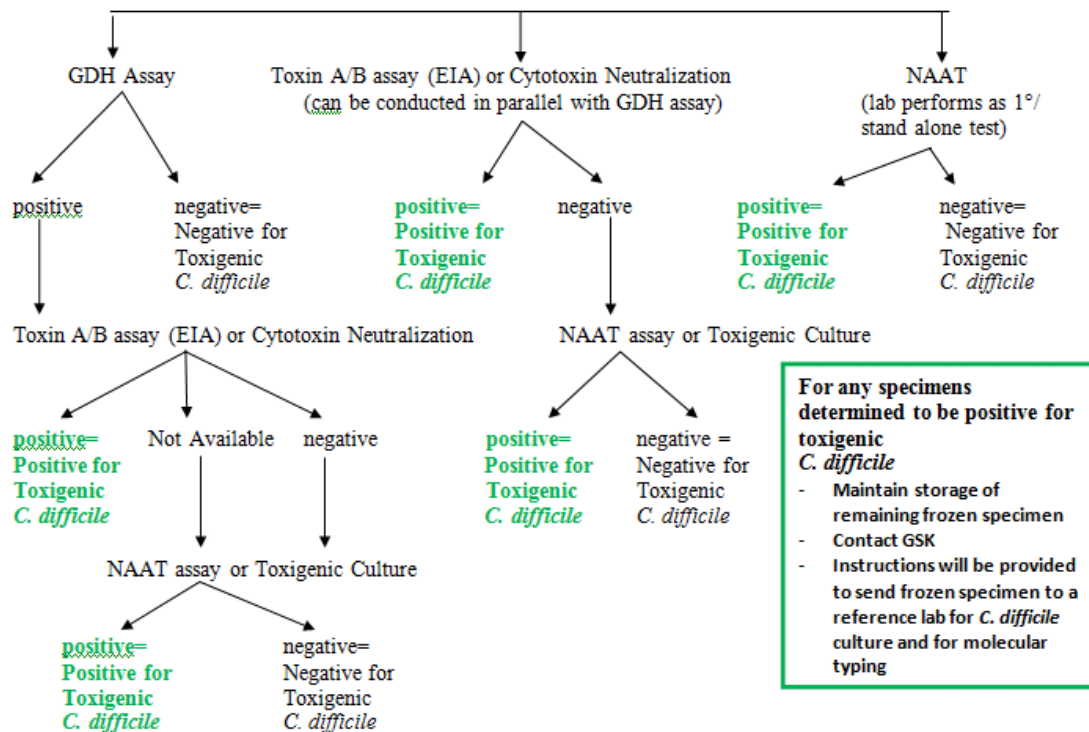 GDH Assay
Toxin A/B assay (EIA) or Cytotoxin Neutralization
(can be conducted in parallel with GDH assay)
NAAT
(lab performs as 1°/
stand alone test)
positive
negative=
Negative for
Toxigenic
C. difficile
positive=
Positive for
Toxigenic
C. difficile
negative
positive=
Positive for
Toxigenic
C. difficile
negative=
Negative for
Toxigenic
C. difficile
Toxin A/B assay (EIA) or Cytotoxin Neutralization
NAAT assay or Toxigenic Culture
positive=
Positive for
Toxigenic
C. difficile
Not Available
negative
positive=
Positive for
Toxigenic
C. difficile
negative =
Negative for
Toxigenic
C. difficile
NAAT assay or Toxigenic Culture
positive=
Positive for
Toxigenic
C. difficile
negative=
Negative for
Toxigenic
C. difficile
For any specimens
determined to be positive for
toxigenic
C. difficile
- Maintain storage of
remaining frozen specimen
- Contact GSK
- Instructions will be provided
to send frozen specimen to a
reference lab for C. difficile
culture and for molecular
typing